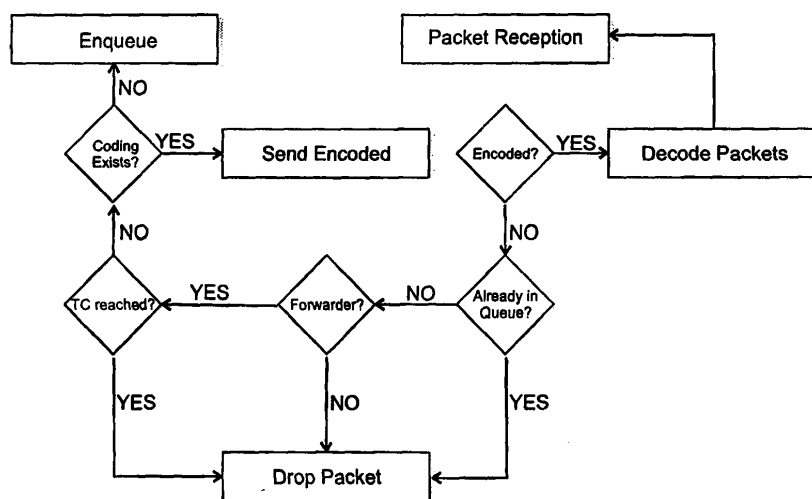 Enqueue
Packet Reception
NO
Coding
Exists?
YES
Send Encoded
Encoded?
YES
Decode Packets
NO
NO
TC reached?
YES
Forwarder?
NO
Already in
Queue?
YES
NO
YES
Drop Packet